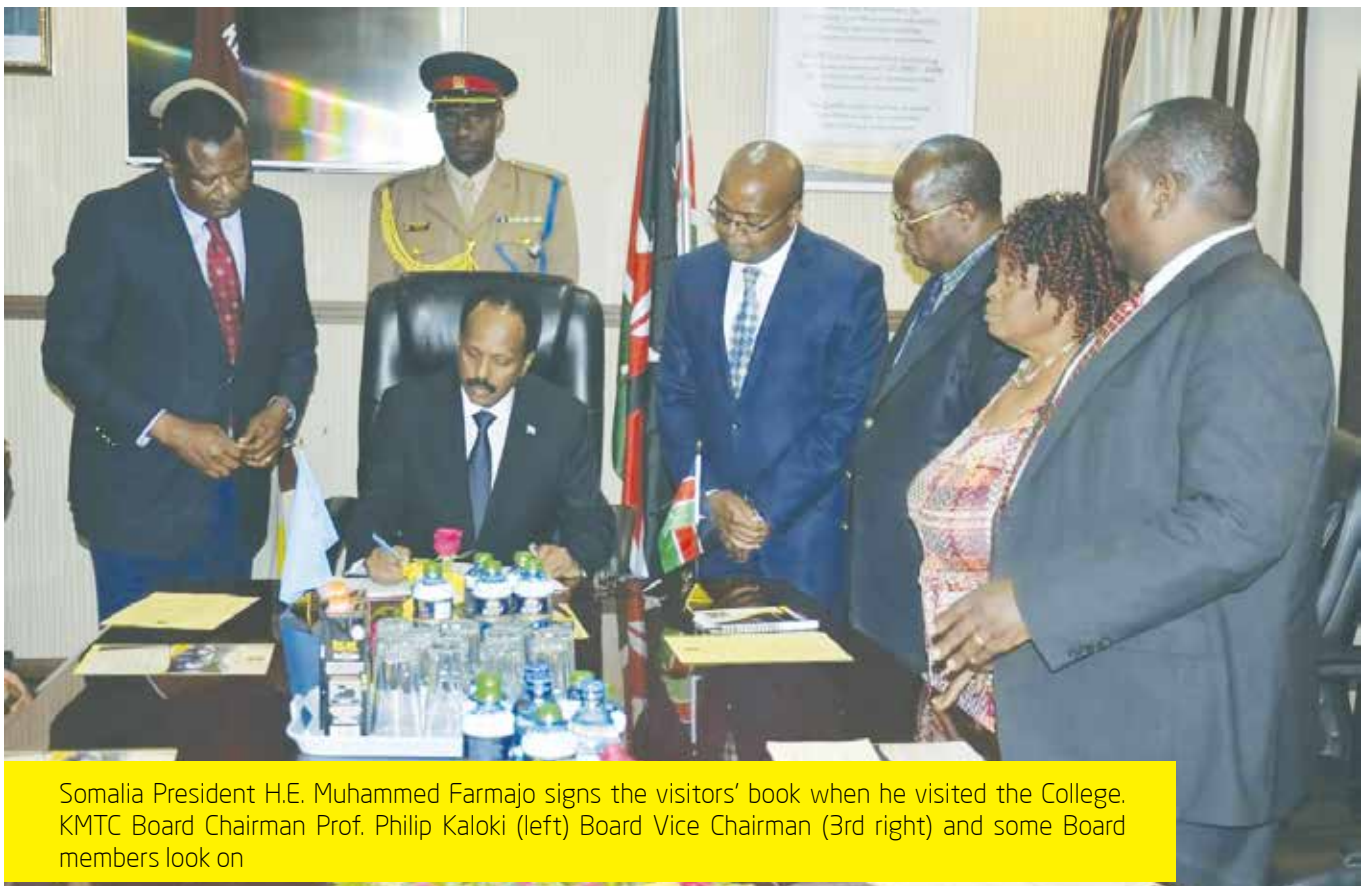 Somalia President H.E. Muhammed Farmajo signs the visitors' book when he visited the College.
KMTC Board Chairman Prof. Philip Kaloki (left) Board Vice Chairman (3rd right) and some Board
members look on